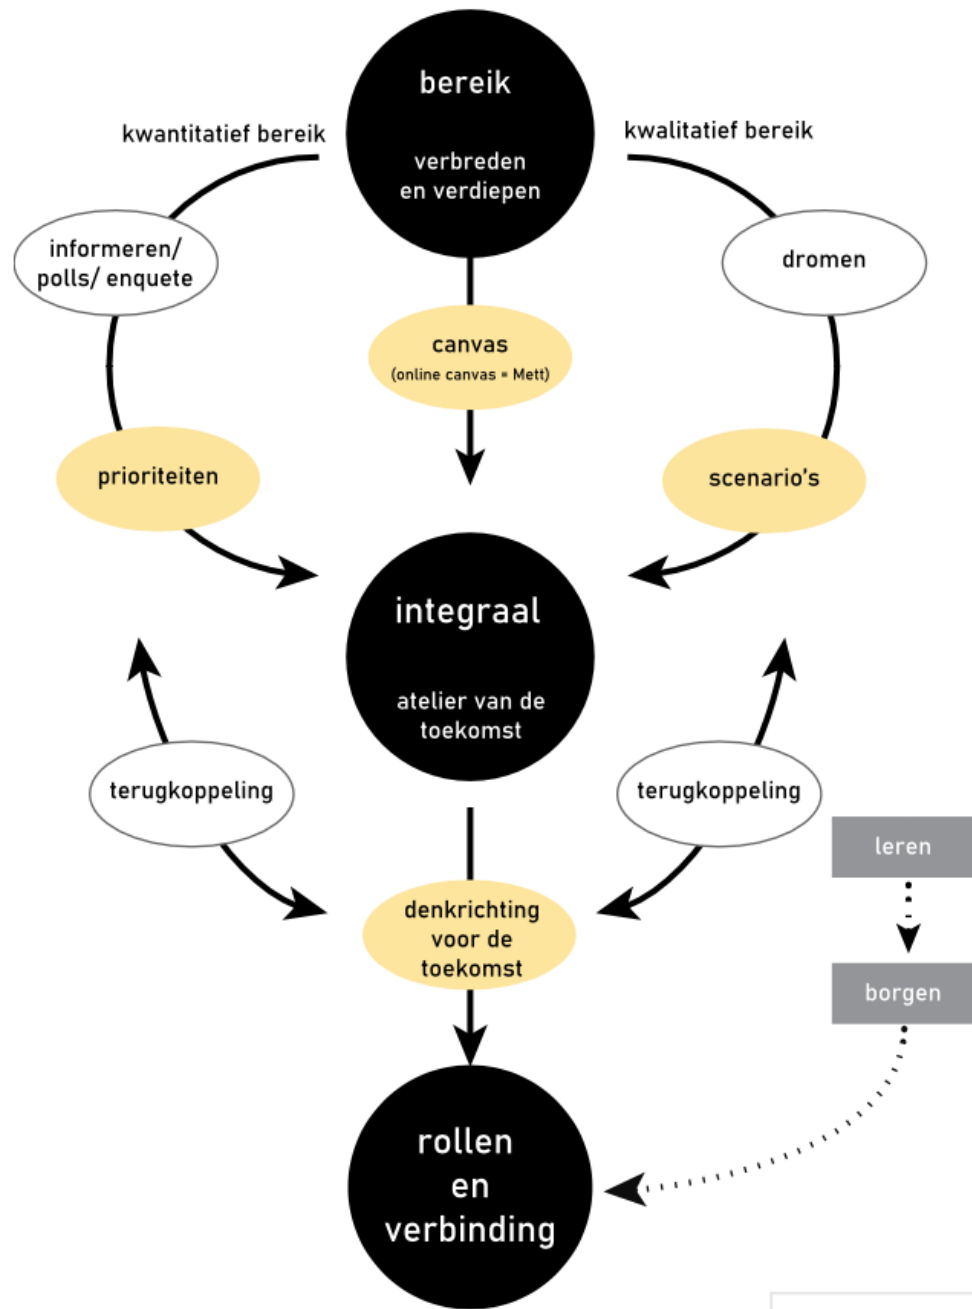 bereik
verbreden
en verdiepen
kwantitatief bereik
kwalitatief bereik
informeren/
polls/ enquete
dromen
canvas
(online canvas = Mett)
prioriteiten
scenario's
integraal
atelier van de
toekomst
terugkoppeling
terugkoppeling
leren
denkrichting
voor de
toekomst
borgen
rollen
en
verbinding